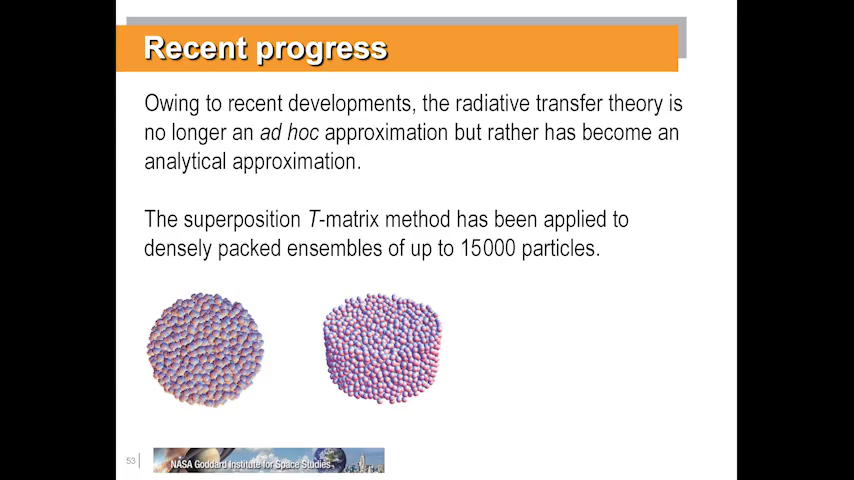 Recent progress
Owing to recent developments, the radiative transfer theory is
no longer an ad hoc approximation but rather has become an
analytical approximation.
The superposition T-matrix method has been applied to
densely packed ensembles of up to 15000 particles.
53
NASA Goddard Institute for Space Studies